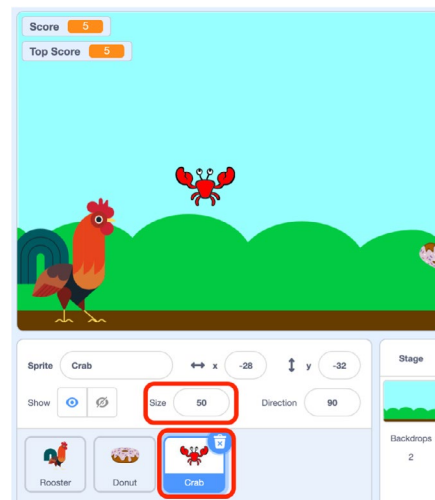 Score 5
Top Score 5
Sprite Crab x -28 y -32
Show Size 50 Direction 90
Stage
Backdrops
2
Rooster Donut Crab